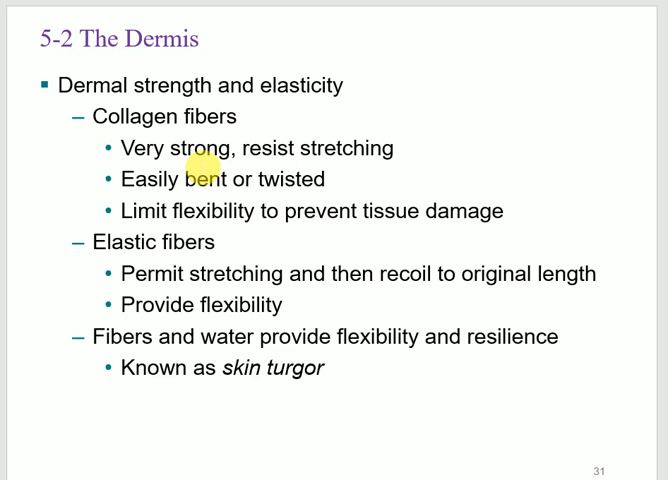 5-2 The Dermis
▪ Dermal strength and elasticity
– Collagen fibers
• Very strong, resist stretching
• Easily bent or twisted
• Limit flexibility to prevent tissue damage
– Elastic fibers
• Permit stretching and then recoil to original length
• Provide flexibility
– Fibers and water provide flexibility and resilience
• Known as skin turgor
31